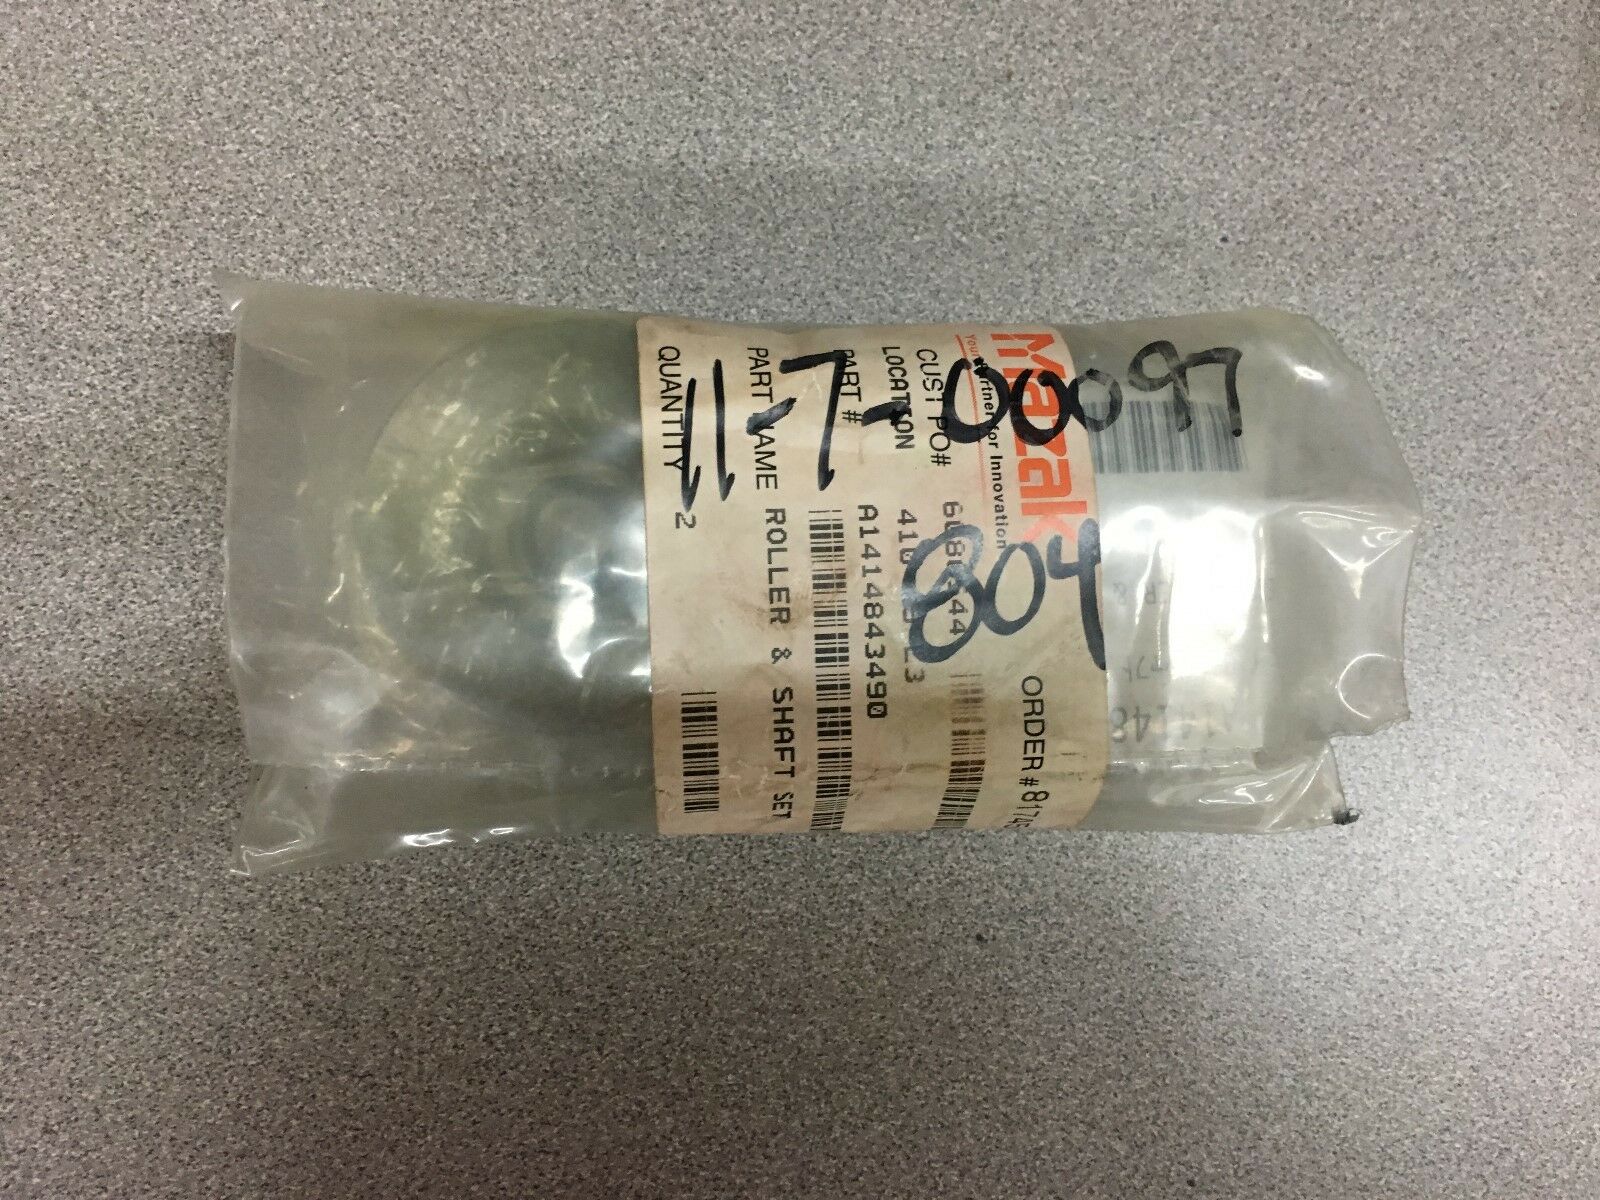 Mazak
Your Partner for Innovation
ORDER #
CUST PO#
LOCATION
PART # A1414843490
PART NAME ROLLER & SHAFT SET
QUANTITY 2
11-7-00097
804